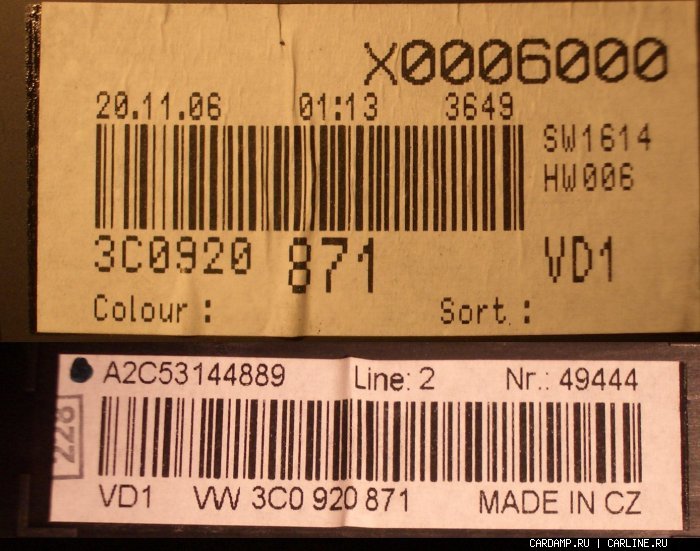 X0006000
20.11.06 01:13 3649
SW1614
HW006
3C0920 871 VD1
Colour : Sort :
A2C53144889 Line: 2 Nr.: 49444
228
VD1 VW 3C0 920 871 MADE IN CZ
CARDAMP.RU | CARLINE.RU